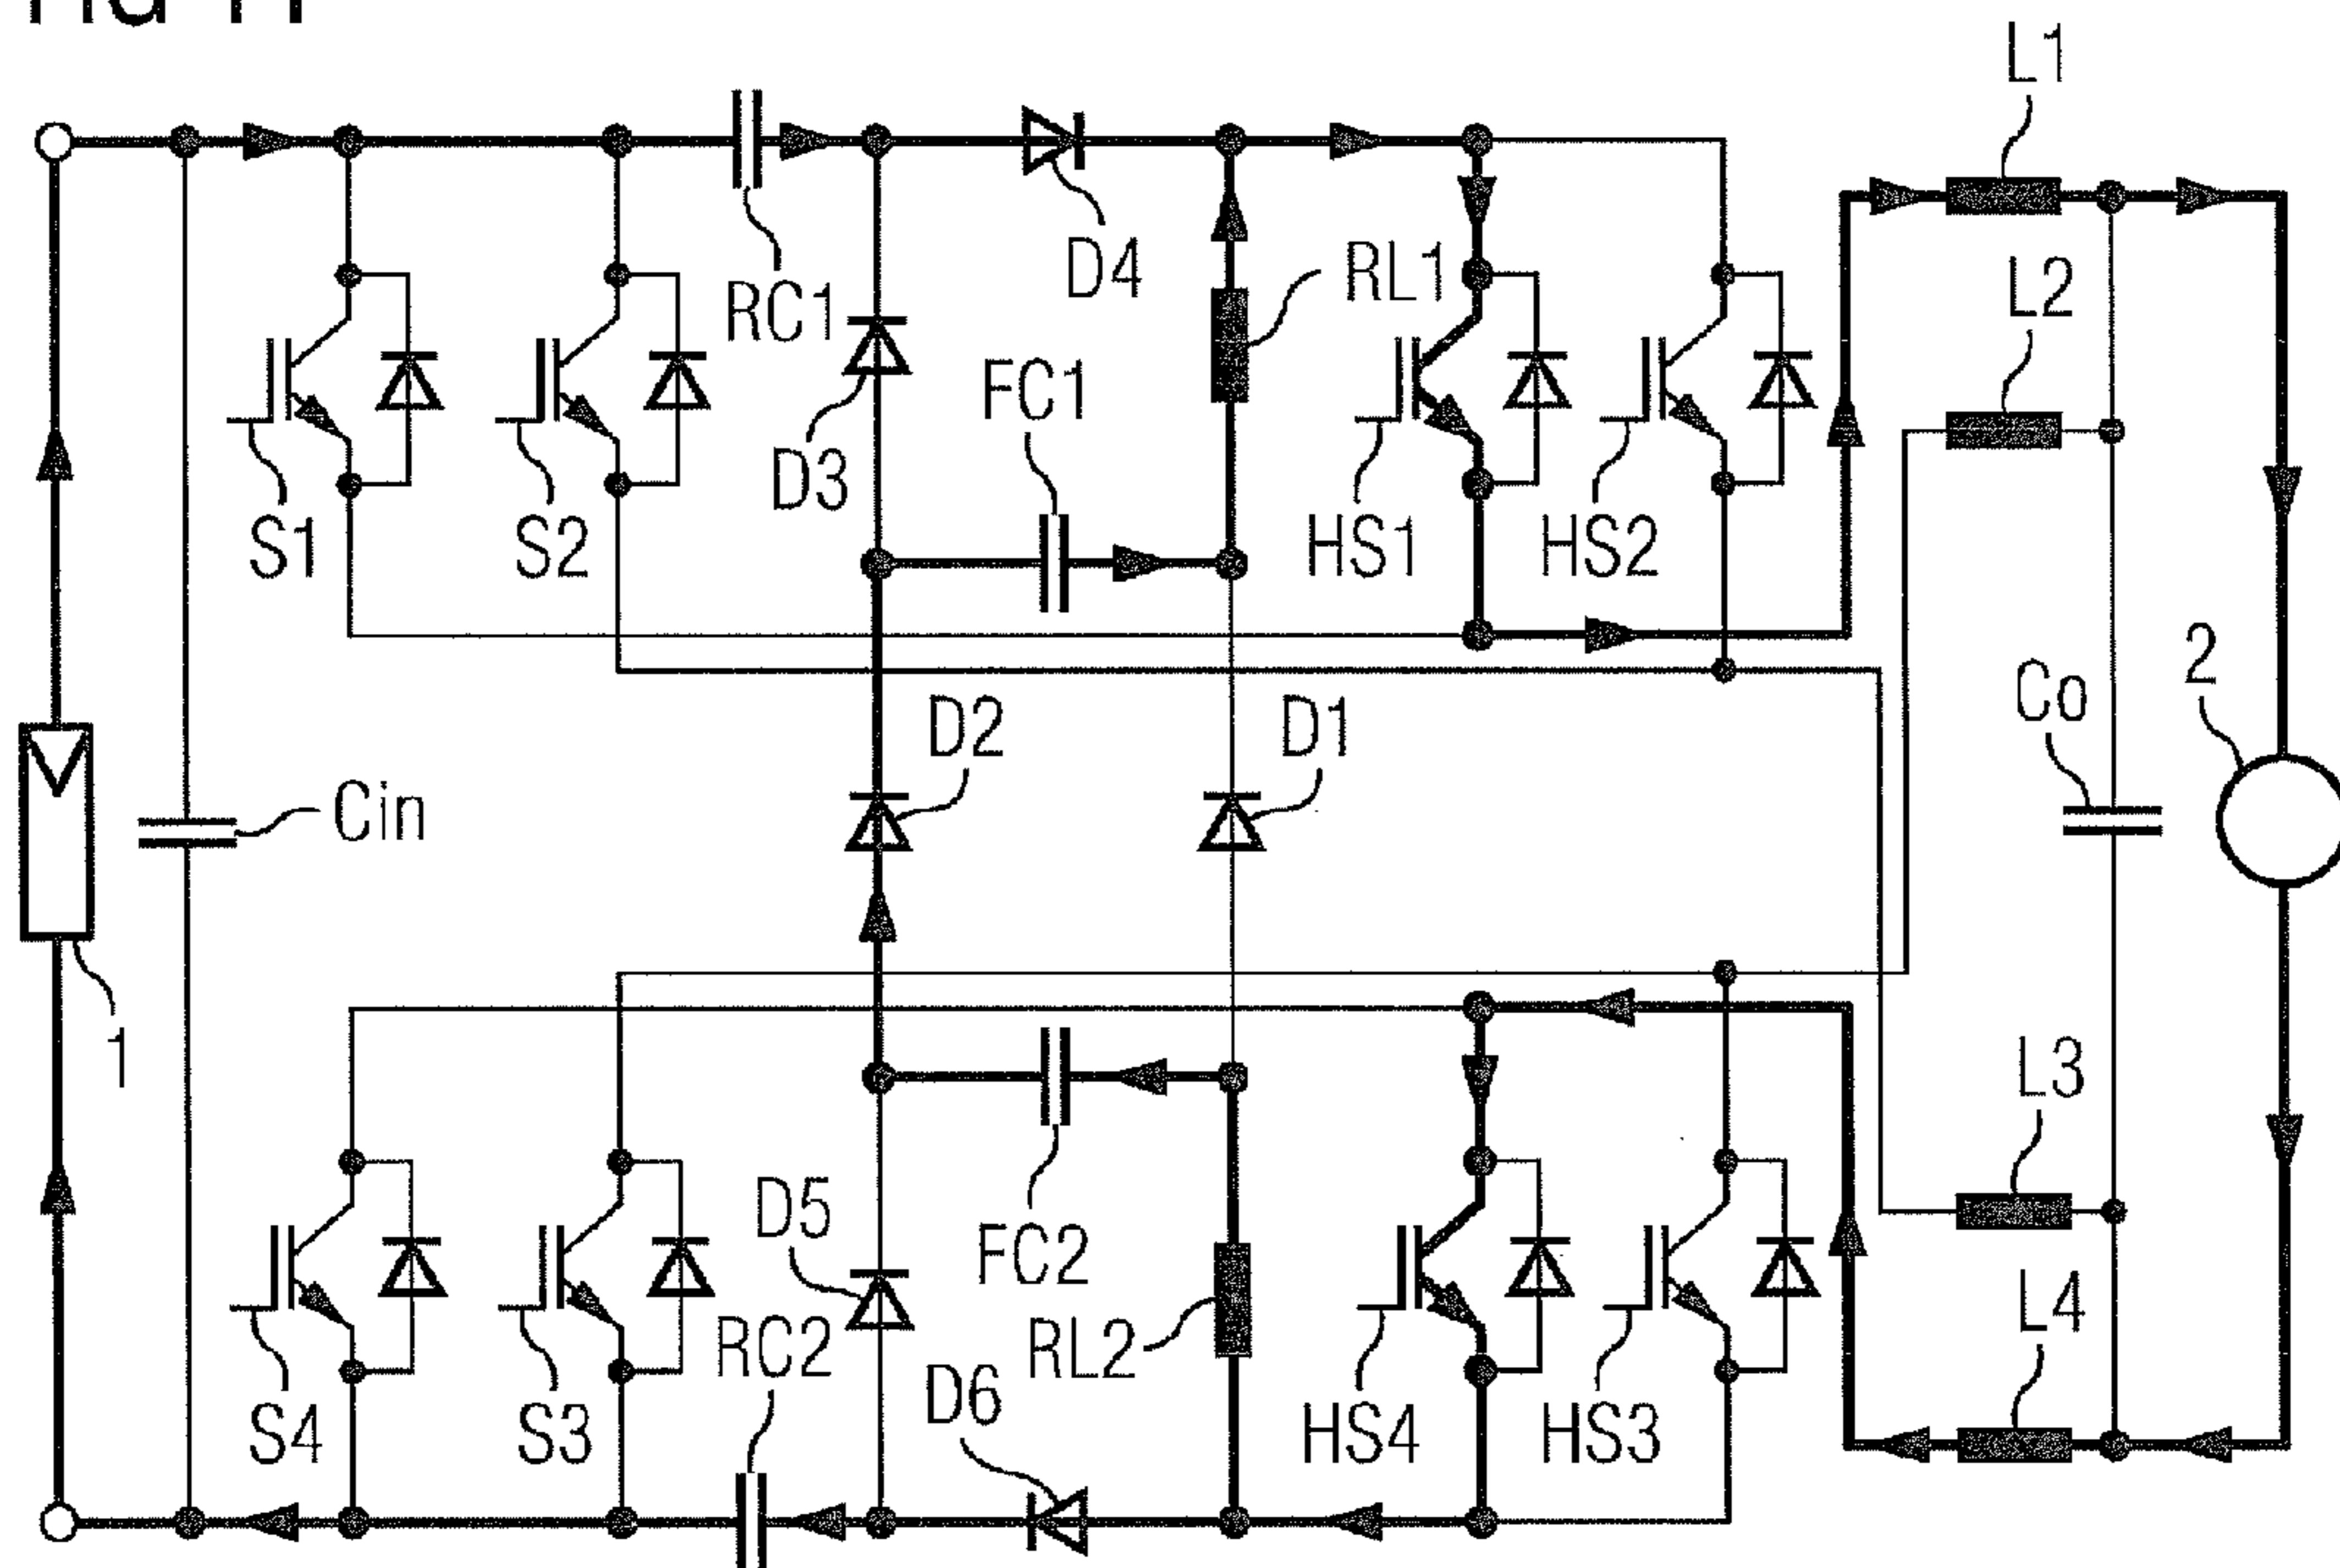 L1
D4
RL1
RC1
L2
FC1
D3
S1
S2
HS1
HS2
2
Co
D2
D1
Cin
1
L3
D5
FC2
L4
RC2
RL2
D6
S4
S3
HS4
HS3